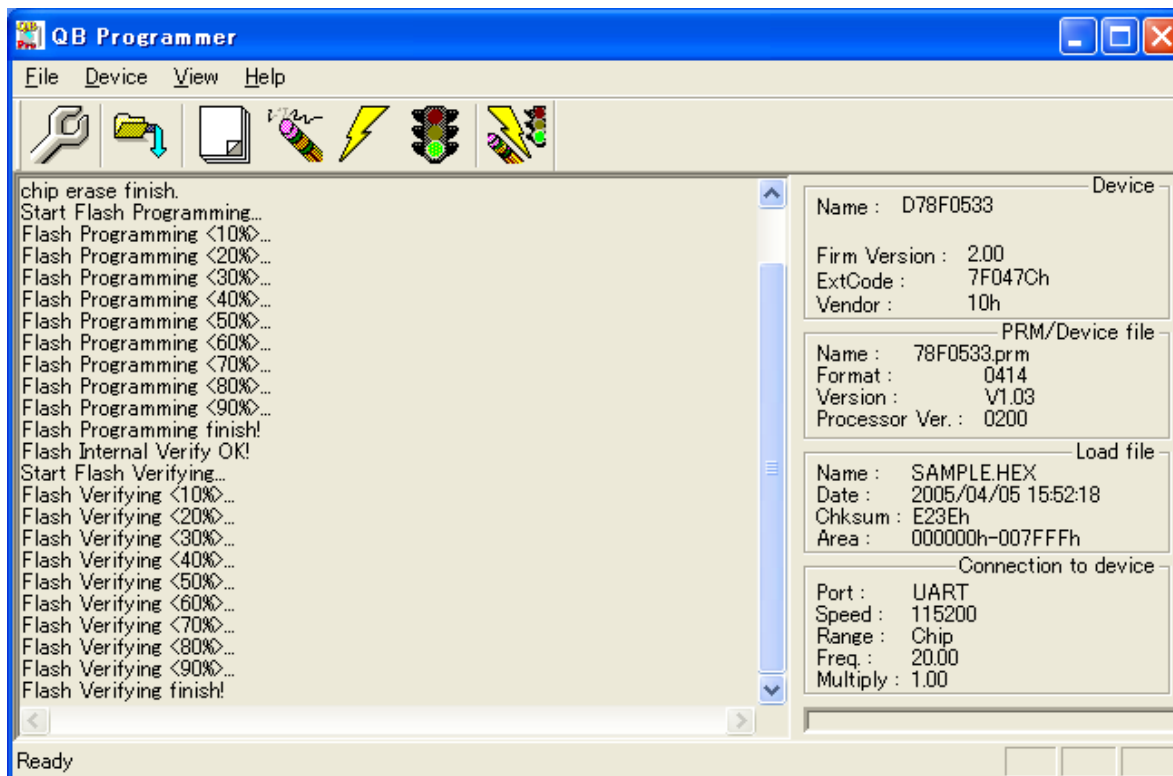 QB Programmer
File Device View Help
chip erase finish.
Start Flash Programming...
Flash Programming <10%>...
Flash Programming <20%>...
Flash Programming <30%>...
Flash Programming <40%>...
Flash Programming <50%>...
Flash Programming <60%>...
Flash Programming <70%>...
Flash Programming <80%>...
Flash Programming <90%>...
Flash Programming finish!
Flash Internal Verify OK!
Start Flash Verifying...
Flash Verifying <10%>...
Flash Verifying <20%>...
Flash Verifying <30%>...
Flash Verifying <40%>...
Flash Verifying <50%>...
Flash Verifying <60%>...
Flash Verifying <70%>...
Flash Verifying <80%>...
Flash Verifying <90%>...
Flash Verifying finish!
Device
Name : D78F0533
Firm Version : 2.00
ExtCode : 7F047Ch
Vendor : 10h
PRM/Device file
Name : 78F0533.prm
Format : 0414
Version : V1.03
Processor Ver. : 0200
Load file
Name : SAMPLE.HEX
Date : 2005/04/05 15:52:18
Chksum : E23Eh
Area : 000000h-007FFFh
Connection to device
Port : UART
Speed : 115200
Range : Chip
Freq. : 20.00
Multiply : 1.00
Ready